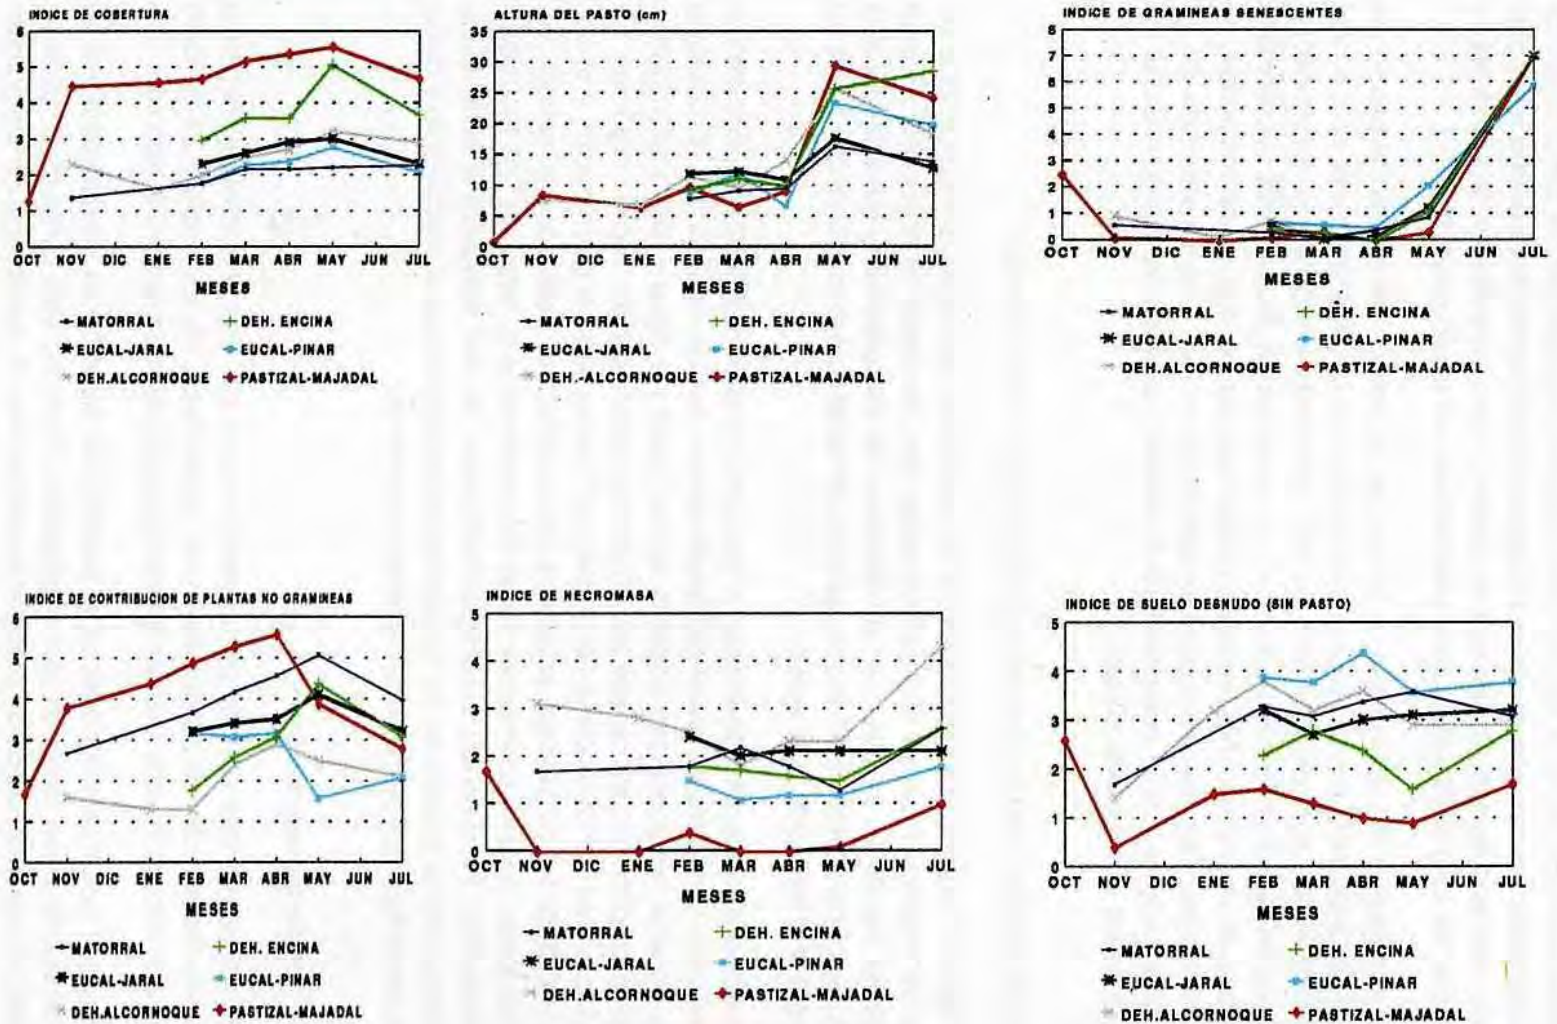 INDICE DE COBERTURA
6
5
4
3
2
1
0
OCT NOV DIC ENE FEB MAR ABR MAY JUN JUL
MESES
MATORRAL DEH. ENCINA
EUCAL-JARAL EUCAL-PINAR
DEH.ALCORNOQUE PASTIZAL-MAJADAL
ALTURA DEL PASTO (cm)
35
30
25
20
15
10
5
0
OCT NOV DIC ENE FEB MAR ABR MAY JUN JUL
MESES
MATORRAL DEH. ENCINA
EUCAL-JARAL EUCAL-PINAR
DEH.-ALCORNOQUE PASTIZAL-MAJADAL
INDICE DE GRAMINEAS SENESCENTES
8
7
6
5
4
3
2
1
0
OCT NOV DIC ENE FEB MAR ABR MAY JUN JUL
MESES
MATORRAL DEH. ENCINA
EUCAL-JARAL EUCAL-PINAR
DEH.ALCORNOQUE PASTIZAL-MAJADAL
INDICE DE CONTRIBUCION DE PLANTAS NO GRAMINEAS
6
5
4
3
2
1
0
OCT NOV DIC ENE FEB MAR ABR MAY JUN JUL
MESES
MATORRAL DEH. ENCINA
EUCAL-JARAL EUCAL-PINAR
DEH.ALCORNOQUE PASTIZAL-MAJADAL
INDICE DE NECROMASA
5
4
3
2
1
0
OCT NOV DIC ENE FEB MAR ABR MAY JUN JUL
MESES
MATORRAL DEH. ENCINA
EUCAL-JARAL EUCAL-PINAR
DEH.ALCORNOQUE PASTIZAL-MAJADAL
INDICE DE SUELO DESNUDO (SIN PASTO)
5
4
3
2
1
0
OCT NOV DIC ENE FEB MAR ABR MAY JUN JUL
MESES
MATORRAL DEH. ENCINA
EUCAL-JARAL EUCAL-PINAR
DEH.ALCORNOQUE PASTIZAL-MAJADAL